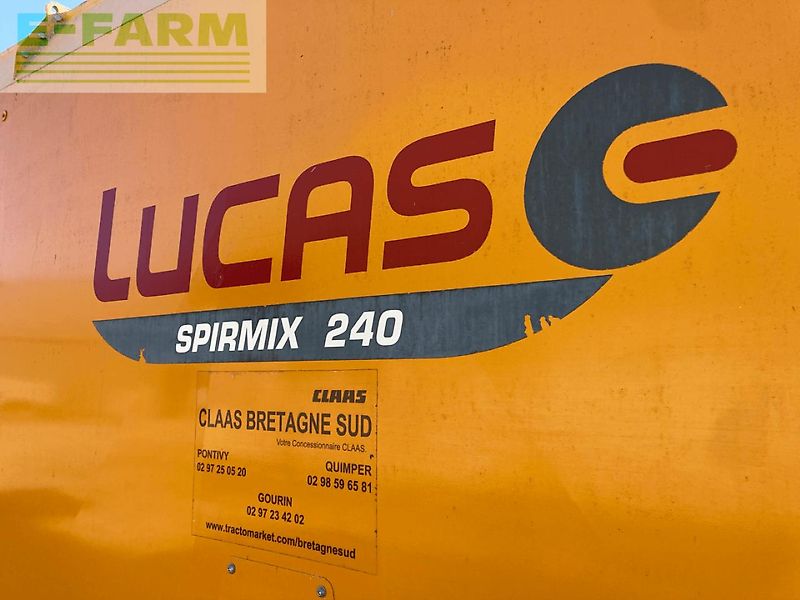 E-FARM
LUCAS G
SPIRMIX 240
CLAAS
CLAAS BRETAGNE SUD
Votre Concessionnaire CLAAS.
PONTIVY
02 97 25 05 20
QUIMPER
02 98 59 65 81
GOURIN
02 97 23 42 02
www.tractomarket.com/bretagnesud